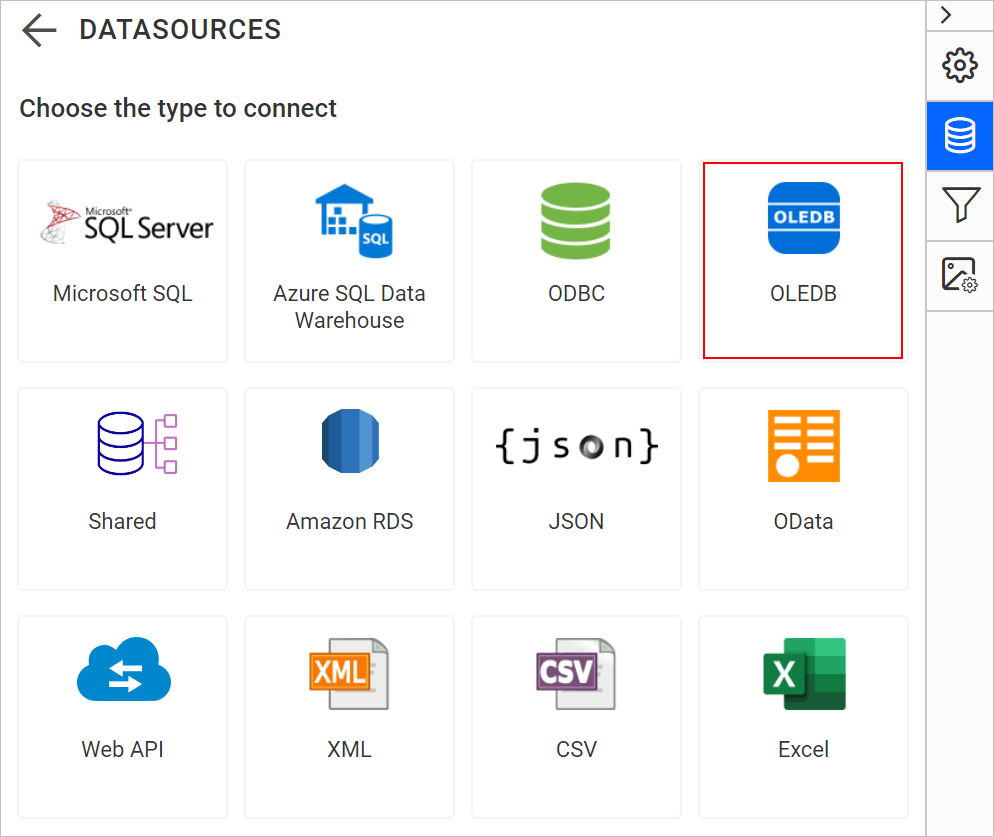 DATASOURCES
Choose the type to connect
Microsoft®
SQL Server
SQL
OLEDB
Microsoft SQL
Azure SQL Data
Warehouse
ODBC
OLEDB
{json}
Shared
Amazon RDS
JSON
OData
XML
CSV
X
Web API
XML
CSV
Excel